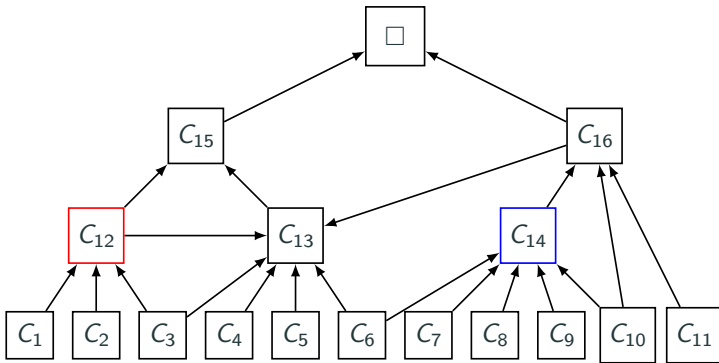 □
C₁₅ C₁₆
C₁₂ C₁₃ C₁₄
C₁ C₂ C₃ C₄ C₅ C₆ C₇ C₈ C₉ C₁₀ C₁₁